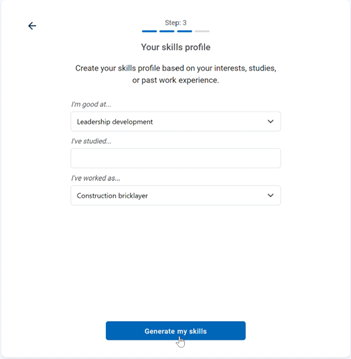 Step: 3
Your skills profile
Create your skills profile based on your interests, studies,
or past work experience.
I'm good at...
Leadership development
I've studied...
I've worked as...
Construction bricklayer
Generate my skills